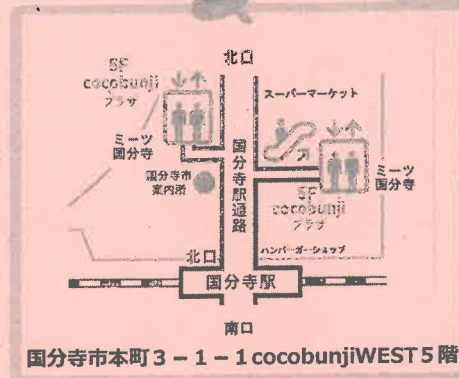 北口
5F
cocobunji
プラザ
スーパーマーケット
ミーツ
国分寺
国分寺市
案内所
国分寺駅通路
ミーツ
国分寺
5F
cocobunji
プラザ
ハンバーガーショップ
北口
国分寺駅
南口
国分寺市本町3-1-1cocobunjiWEST5階